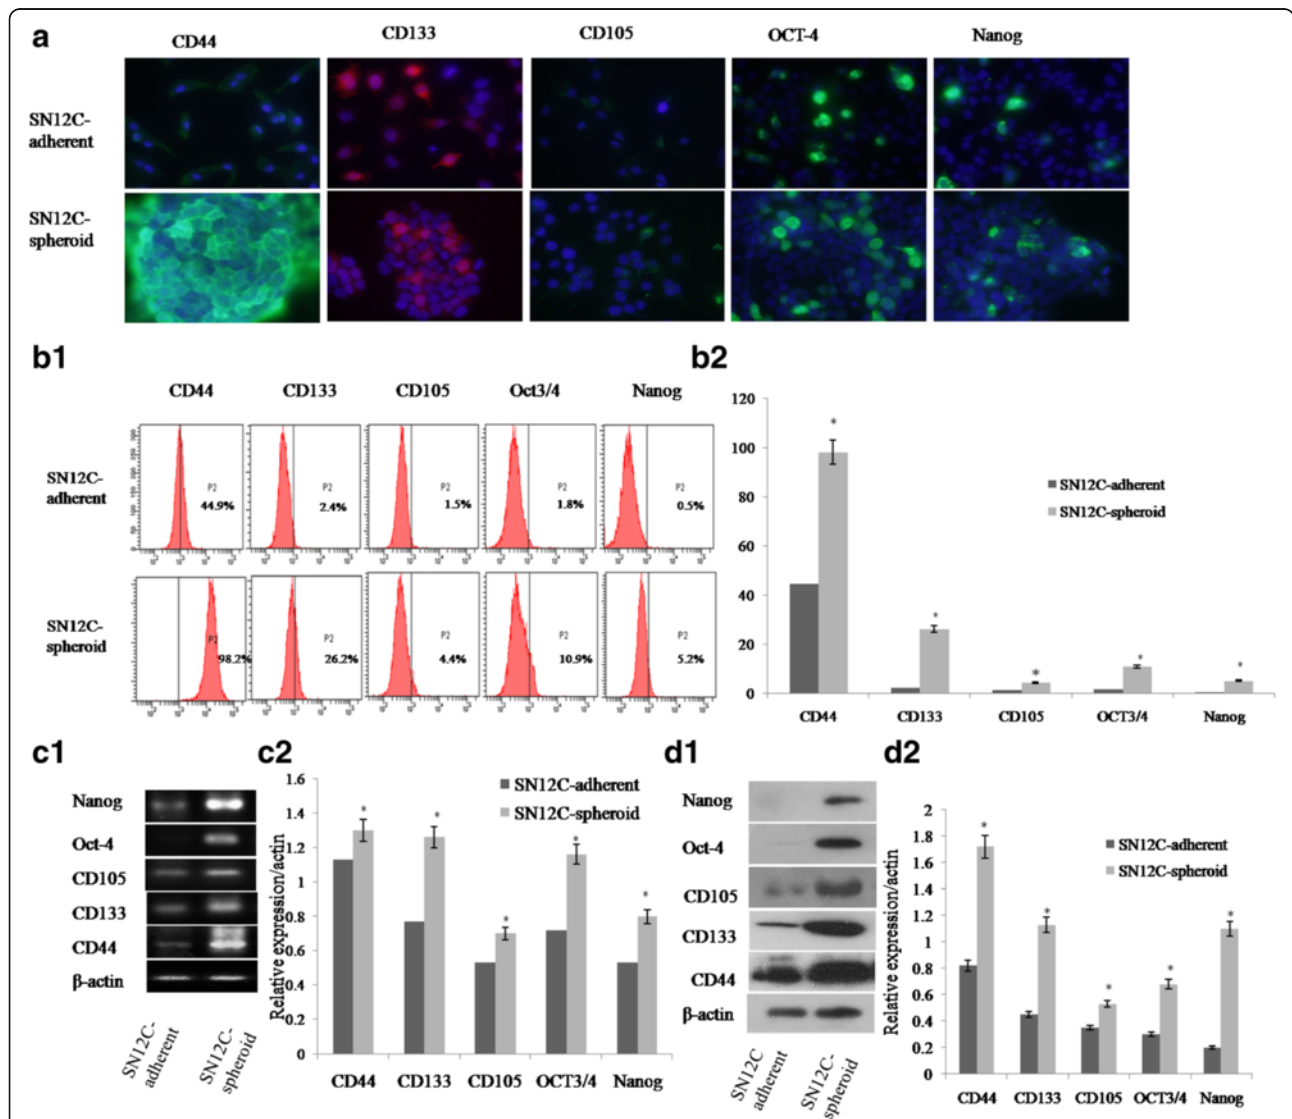 a
CD44 CD133 CD105 OCT-4 Nanog
SN12C-
adherent
SN12C-
spheroid
b1
CD44 CD133 CD105 Oct3/4 Nanog
SN12C-
adherent
P2 P2 P2 P2 P2
44.9% 2.4% 1.5% 1.8% 0.5%
SN12C-
spheroid
P2 P2 P2 P2 P2
98.2% 26.2% 4.4% 10.9% 5.2%
b2
120
100
80
60
40
20
0
* * * * *
SN12C-adherent
SN12C-spheroid
CD44 CD133 CD105 OCT3/4 Nanog
c1
Nanog
Oct-4
CD105
CD133
CD44
β-actin
SN12C-
adherent
SN12C-
spheroid
c2
Relative expression/actin
1.6
1.4
1.2
1
0.8
0.6
0.4
0.2
0
* * * * *
SN12C-adherent
SN12C-spheroid
CD44 CD133 CD105 OCT3/4 Nanog
d1
Nanog
Oct-4
CD105
CD133
CD44
β-actin
SN12C
adherent
SN12C-
spheroid
d2
Relative expression/actin
2
1.8
1.6
1.4
1.2
1
0.8
0.6
0.4
0.2
0
* * * * *
SN12C-adherent
SN12C-spheroid
CD44 CD133 CD105 OCT3/4 Nanog